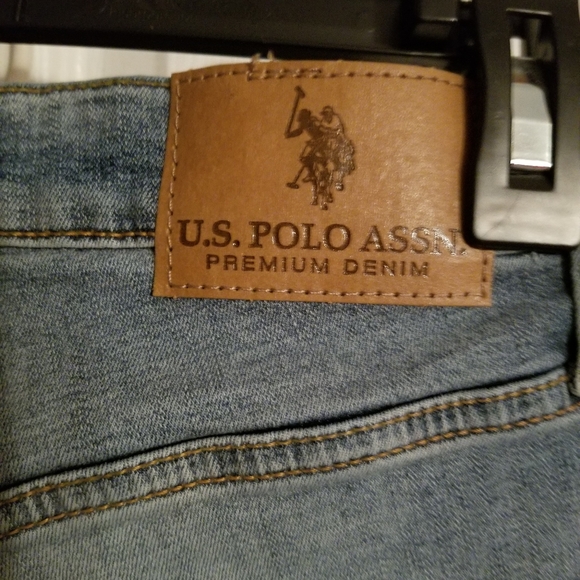 U.S. POLO ASSN.
PREMIUM DENIM